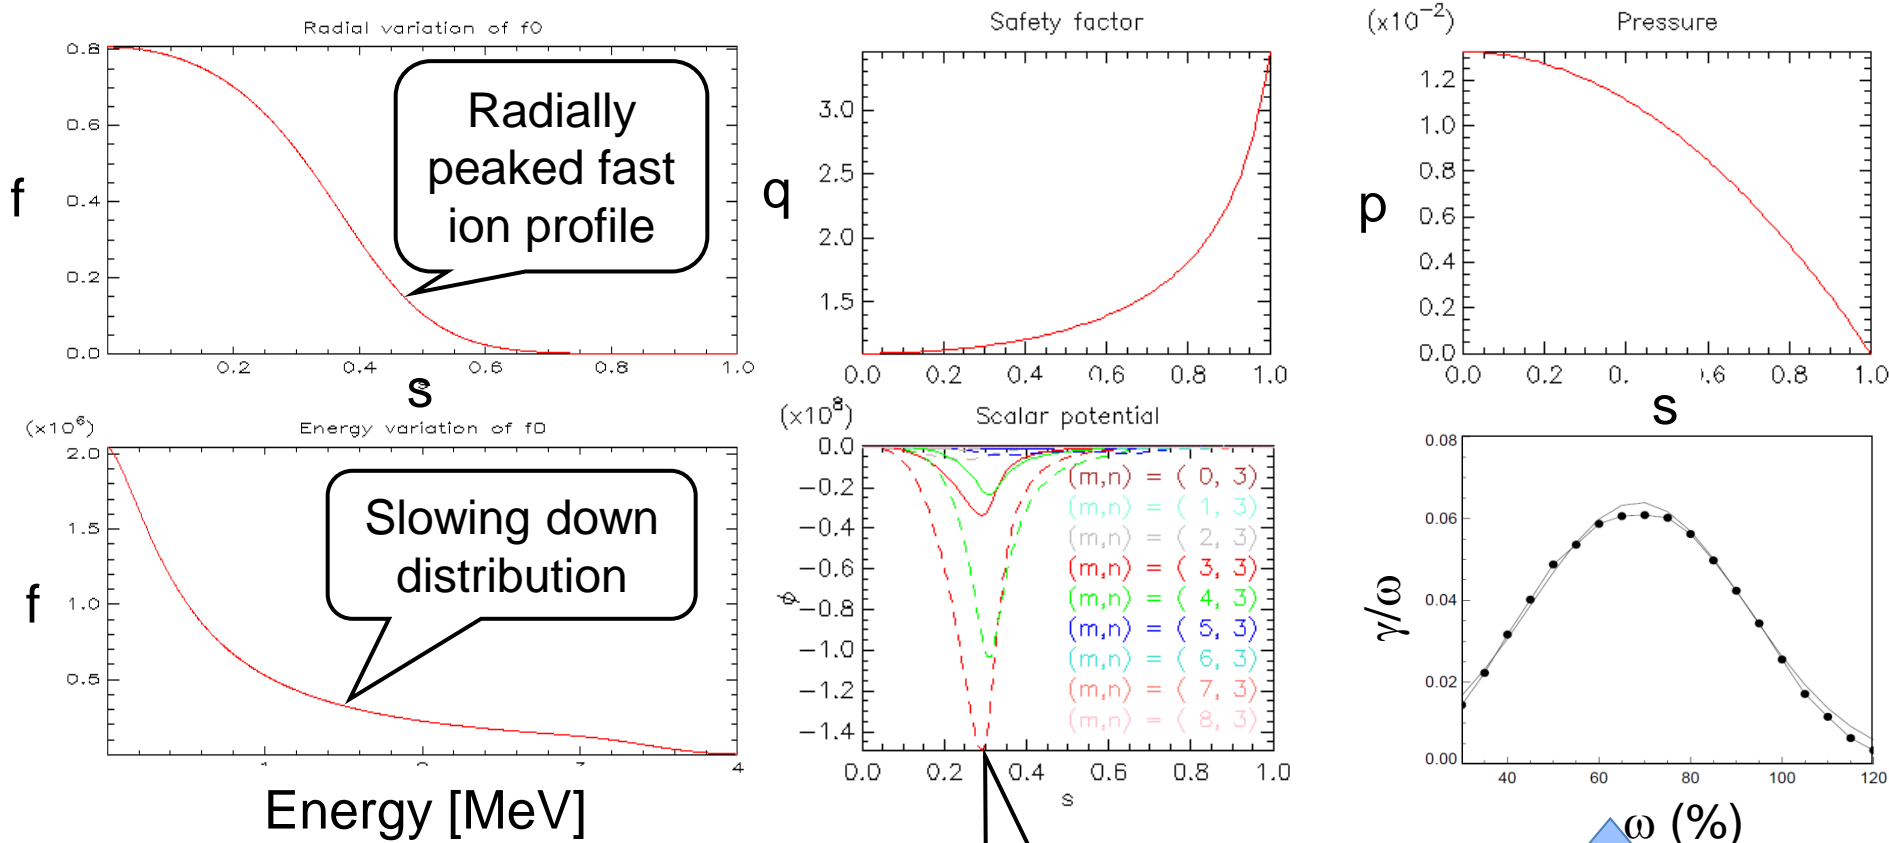 Radial variation of f0
f
0.8
0.6
0.4
0.2
0.0
0.2
0.4
0.6
0.8
1.0
s
Radially
peaked fast
ion profile
Safety factor
q
3.0
2.5
2.0
1.5
0.0
0.2
0.4
0.6
0.8
1.0
(x10⁻²)
Pressure
p
1.2
1.0
0.8
0.6
0.4
0.2
0.0
0.0
0.2
0.8
1.0
s
(x10⁶)
Energy variation of f0
f
2.0
1.5
1.0
0.5
4
Energy [MeV]
Slowing down
distribution
(x10⁸)
Scalar potential
ϕ
0.0
−0.2
−0.4
−0.6
−0.8
−1.0
−1.2
−1.4
(m,n) = ( 0, 3)
(m,n) = ( 1, 3)
(m,n) = ( 2, 3)
(m,n) = ( 3, 3)
(m,n) = ( 4, 3)
(m,n) = ( 5, 3)
(m,n) = ( 6, 3)
(m,n) = ( 7, 3)
(m,n) = ( 8, 3)
0.0
0.2
0.4
0.6
0.8
1.0
s
γ/ω
0.08
0.06
0.04
0.02
0.00
40
60
80
100
120
ω (%)